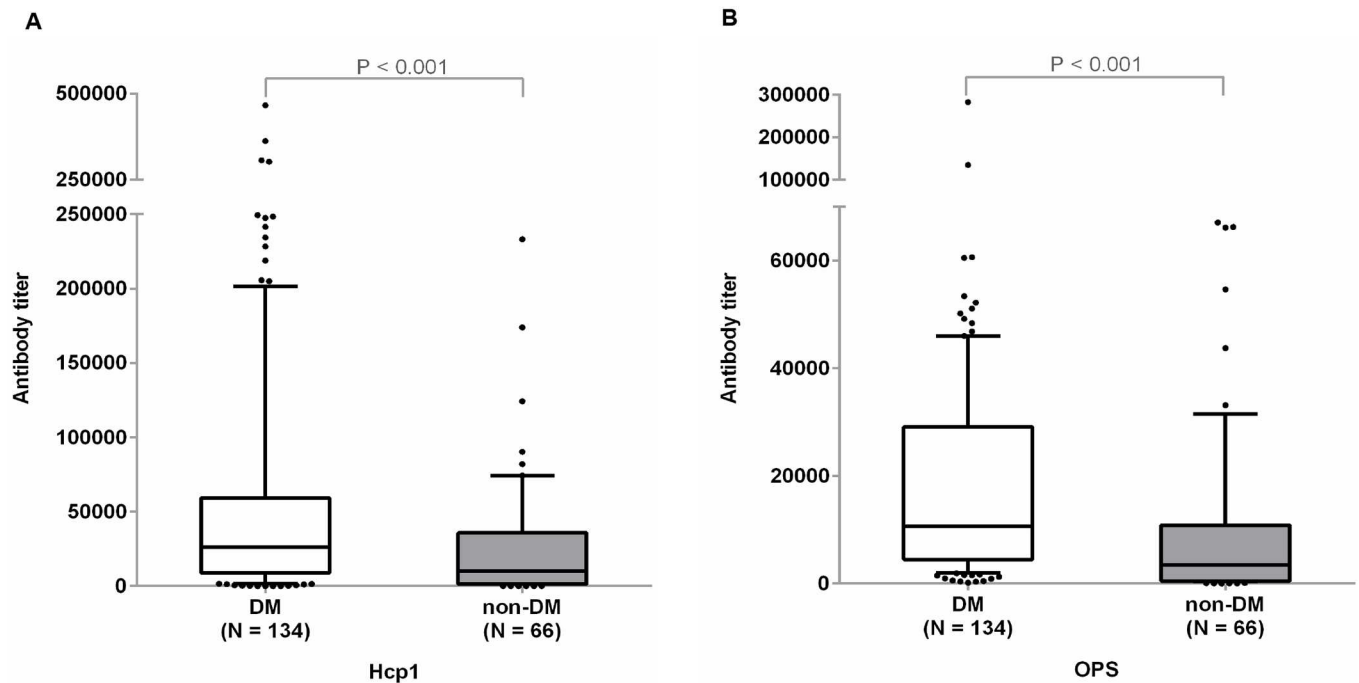 A
P < 0.001
500000
250000
250000
200000
150000
100000
50000
0
Antibody titer
DM
(N = 134)
non-DM
(N = 66)
Hcp1
B
P < 0.001
300000
200000
100000
60000
40000
20000
0
Antibody titer
DM
(N = 134)
non-DM
(N = 66)
OPS